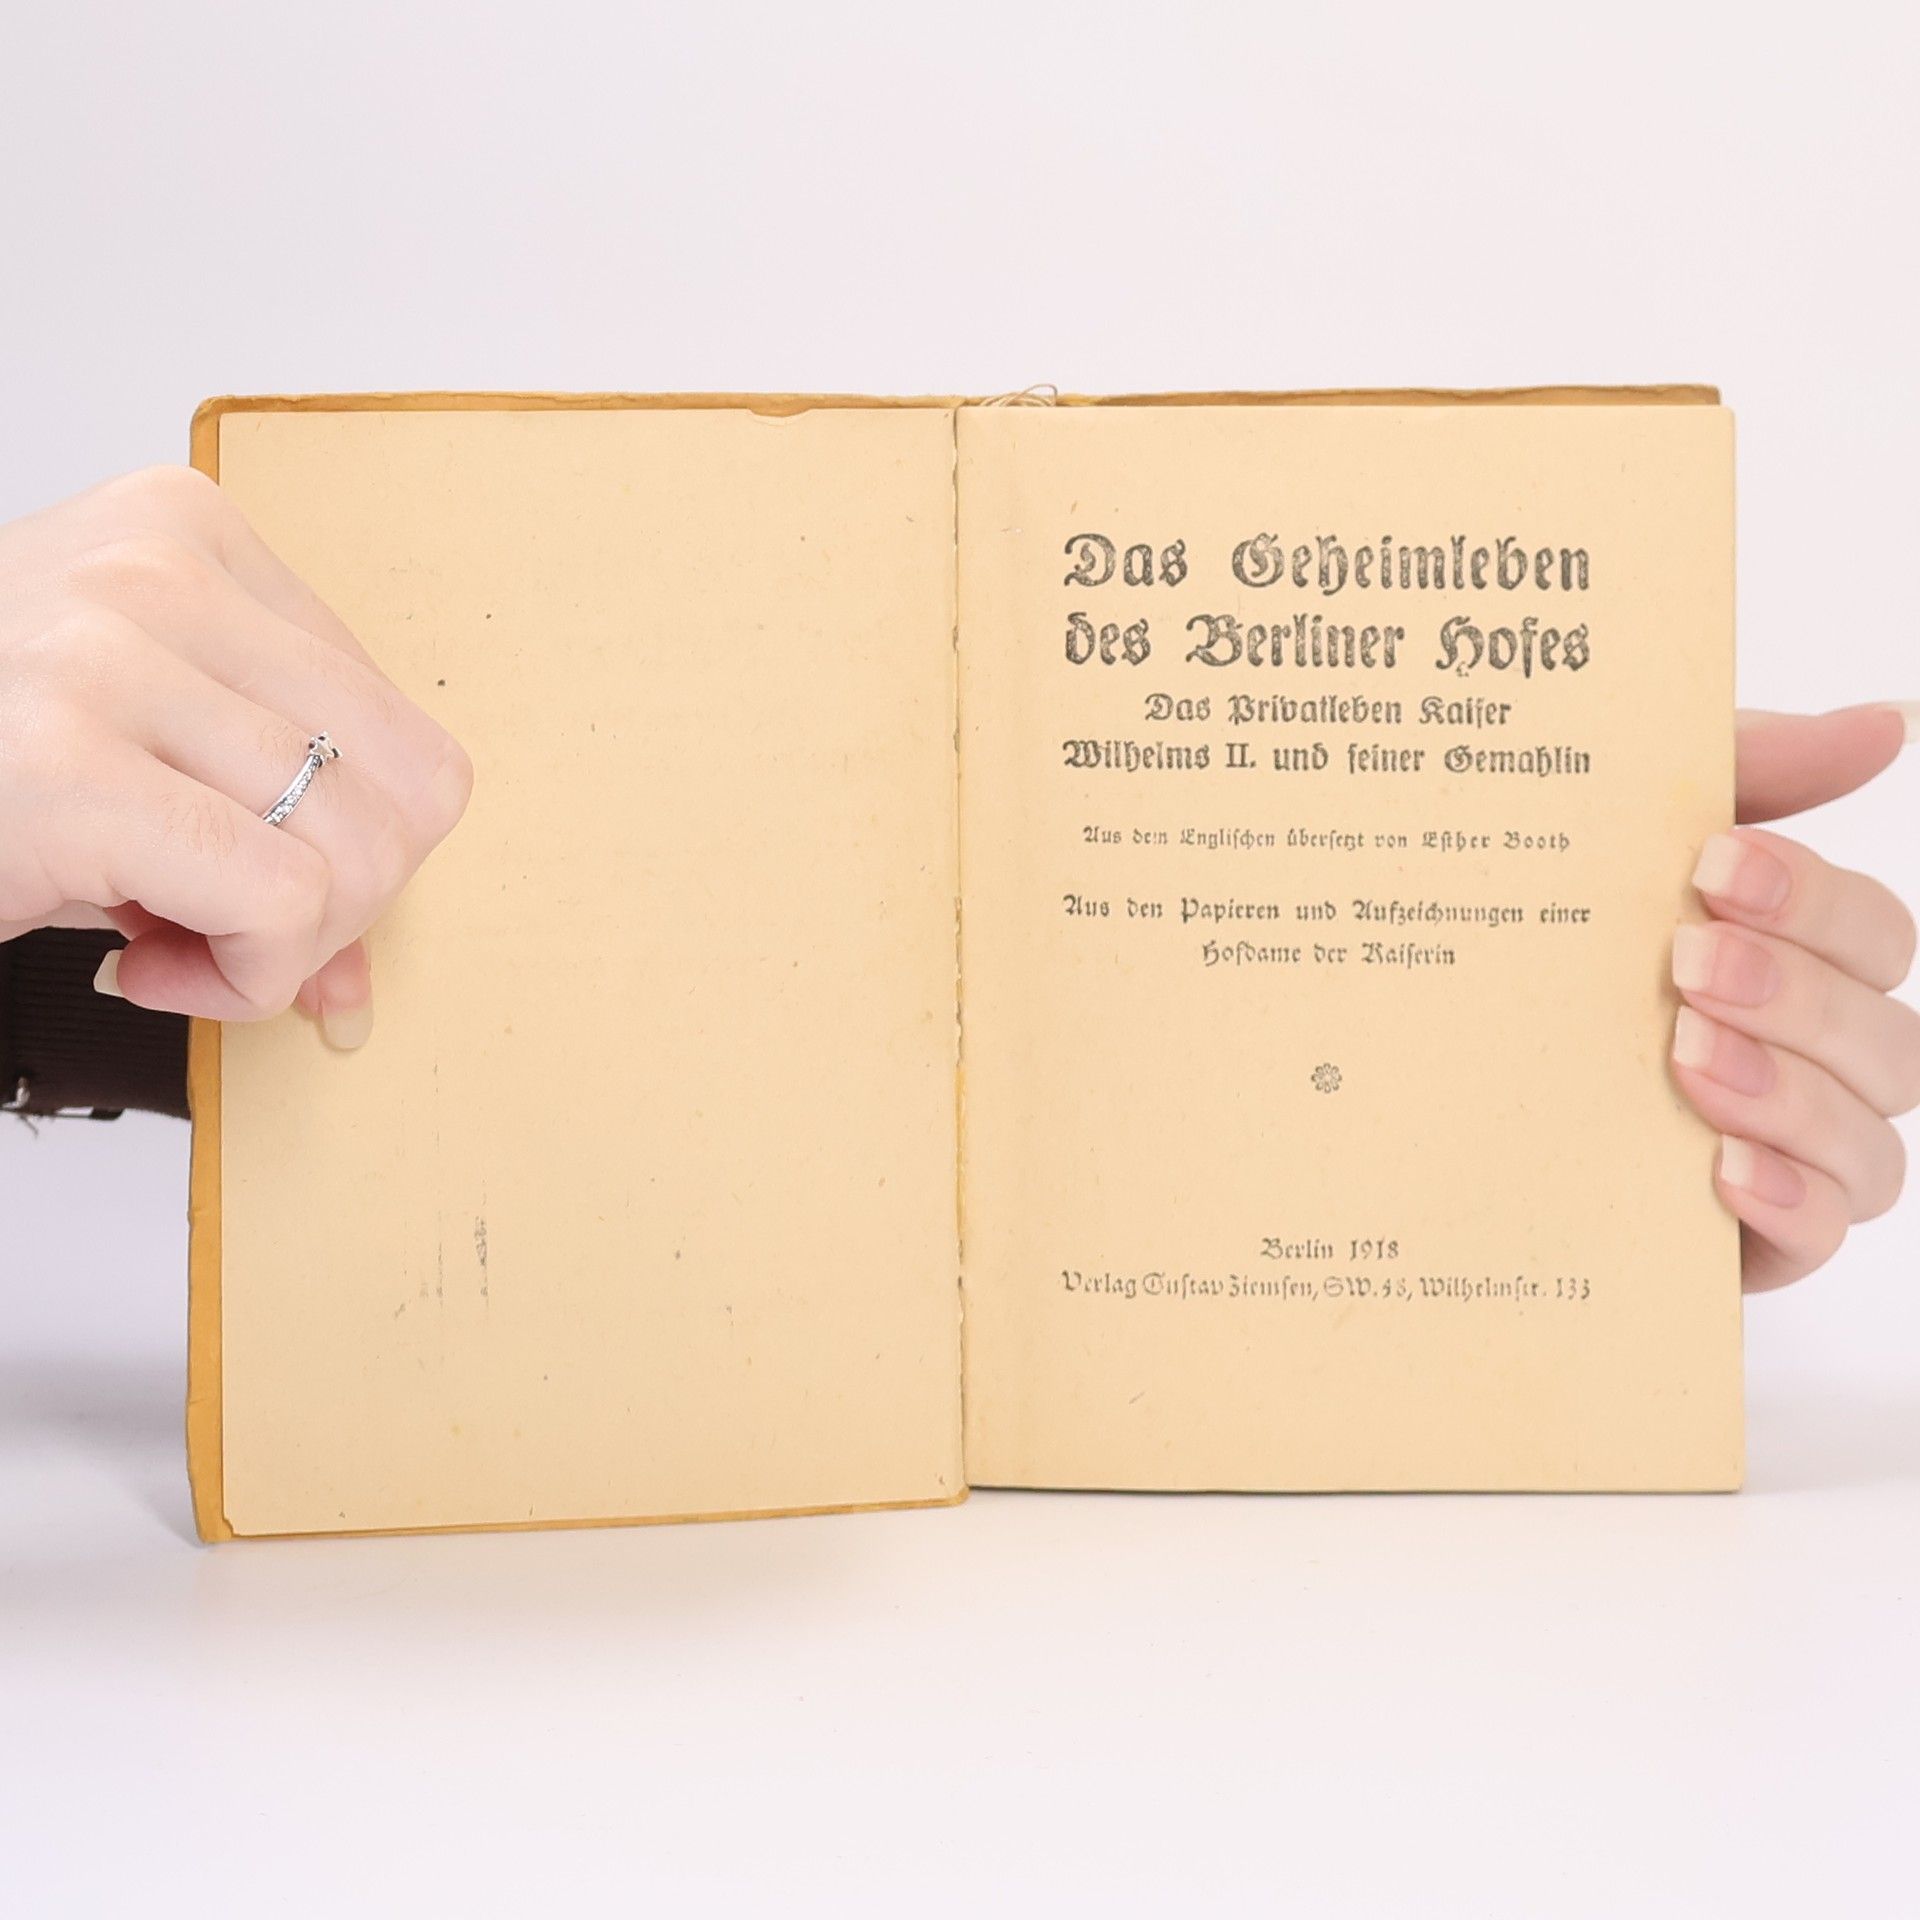 Das Geheimleben
des Berliner Hofes
Das Privatleben Kaiser
Wilhelms II. und seiner Gemahlin
Aus dem Englischen übersetzt von Esther Booth
Aus den Papieren und Aufzeichnungen einer
Hofdame der Kaiserin
Berlin 1918
Verlag Gustav Ziemsen, SW. 48, Wilhelmstr. 133